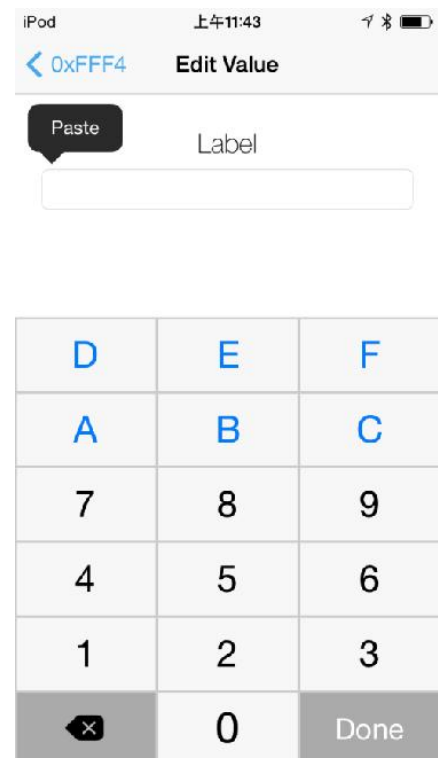 iPod 上午11:43
0xFFF4 Edit Value
Paste
Label
D E F
A B C
7 8 9
4 5 6
1 2 3
0 Done